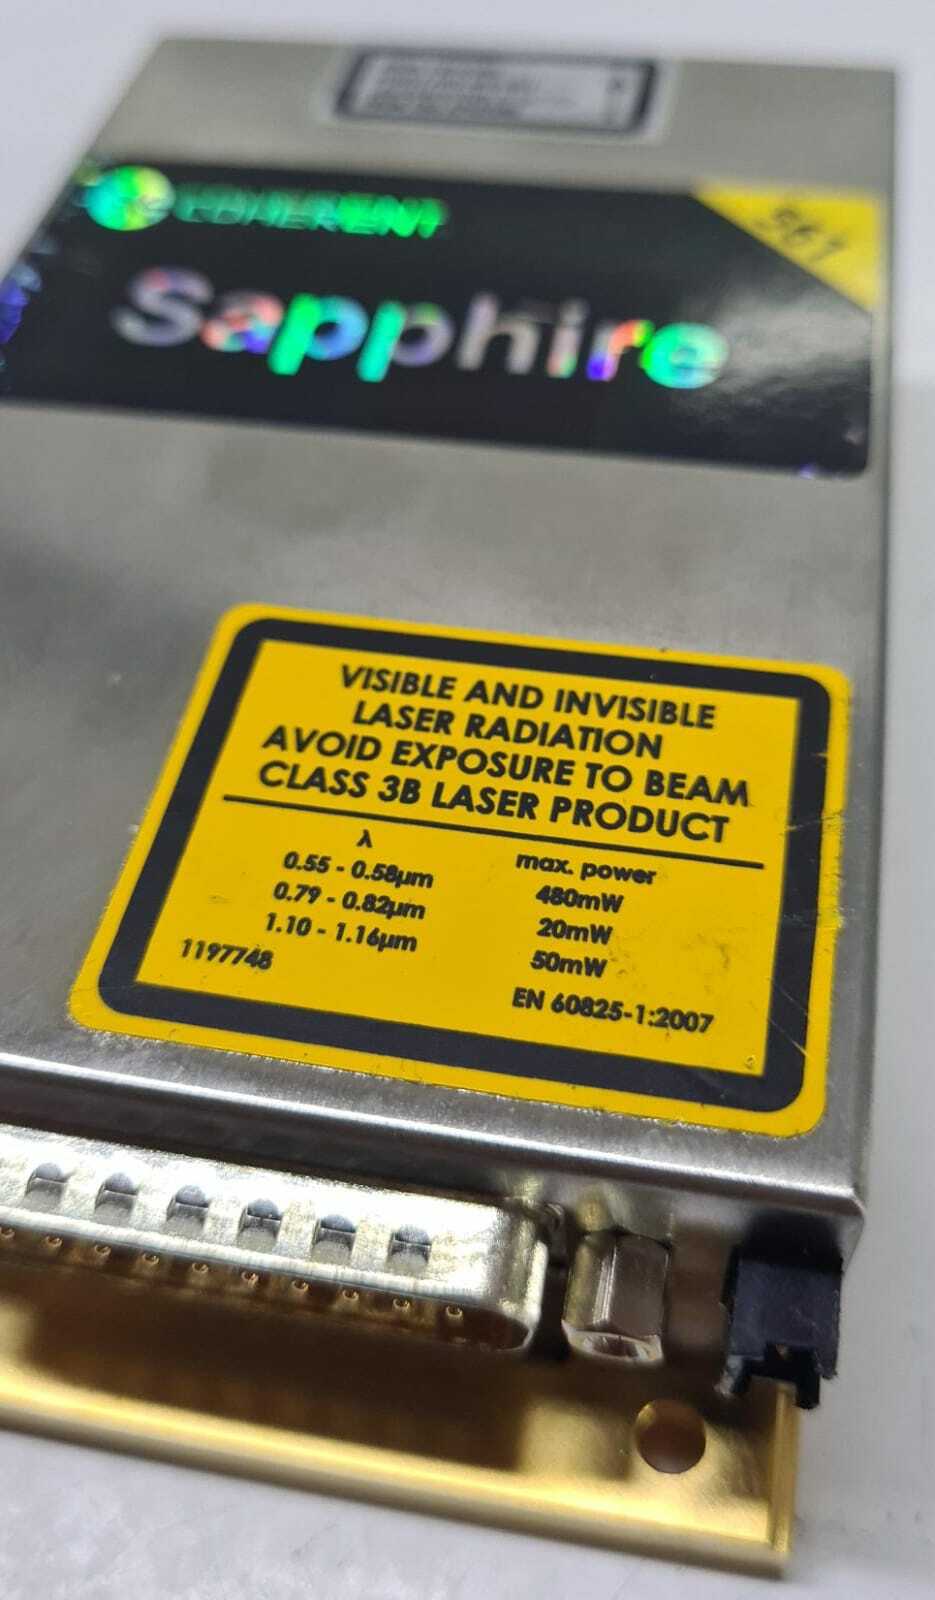 COHERENT
561
Sapphire
VISIBLE AND INVISIBLE
LASER RADIATION
AVOID EXPOSURE TO BEAM
CLASS 3B LASER PRODUCT
λ max. power
0.55 - 0.58µm 480mW
0.79 - 0.82µm 20mW
1.10 - 1.16µm 50mW
1197748 EN 60825-1:2007